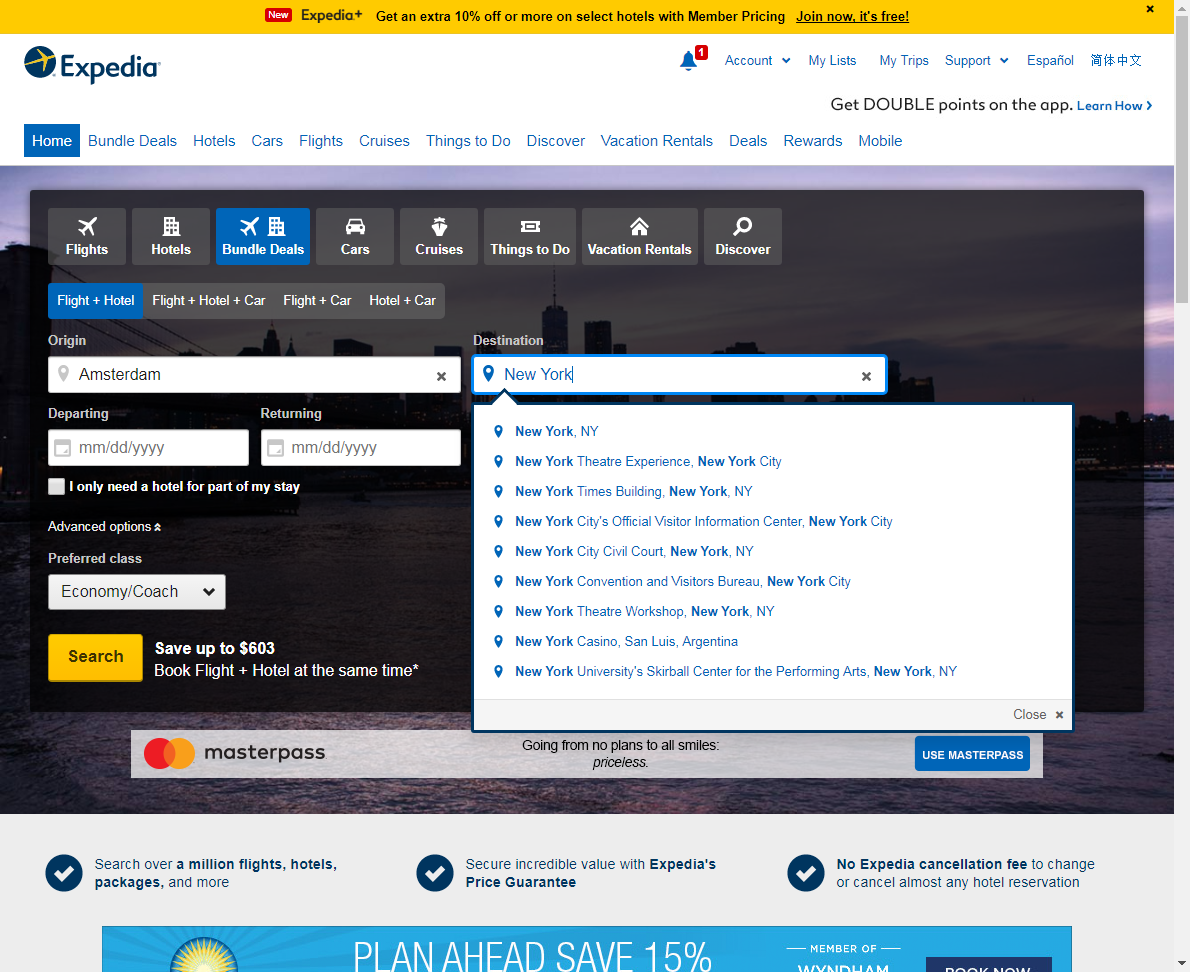 New Expedia+ Get an extra 10% off or more on select hotels with Member Pricing Join now, it's free!
Expedia
1 Account My Lists My Trips Support Español 简体中文
Get DOUBLE points on the app. Learn How
Home Bundle Deals Hotels Cars Flights Cruises Things to Do Discover Vacation Rentals Deals Rewards Mobile
Flights Hotels Bundle Deals Cars Cruises Things to Do Vacation Rentals Discover
Flight + Hotel Flight + Hotel + Car Flight + Car Hotel + Car
Origin Destination
Amsterdam New York
Departing Returning
mm/dd/yyyy mm/dd/yyyy
I only need a hotel for part of my stay
Advanced options
Preferred class
Economy/Coach
Search
Save up to $603
Book Flight + Hotel at the same time*
New York, NY
New York Theatre Experience, New York City
New York Times Building, New York, NY
New York City's Official Visitor Information Center, New York City
New York City Civil Court, New York, NY
New York Convention and Visitors Bureau, New York City
New York Theatre Workshop, New York, NY
New York Casino, San Luis, Argentina
New York University's Skirball Center for the Performing Arts, New York, NY
Close
masterpass
Going from no plans to all smiles:
priceless.
USE MASTERPASS
Search over a million flights, hotels,
packages, and more
Secure incredible value with Expedia's
Price Guarantee
No Expedia cancellation fee to change
or cancel almost any hotel reservation
PLAN AHEAD SAVE 15%
MEMBER OF
WYNDHAM
BOOK NOW